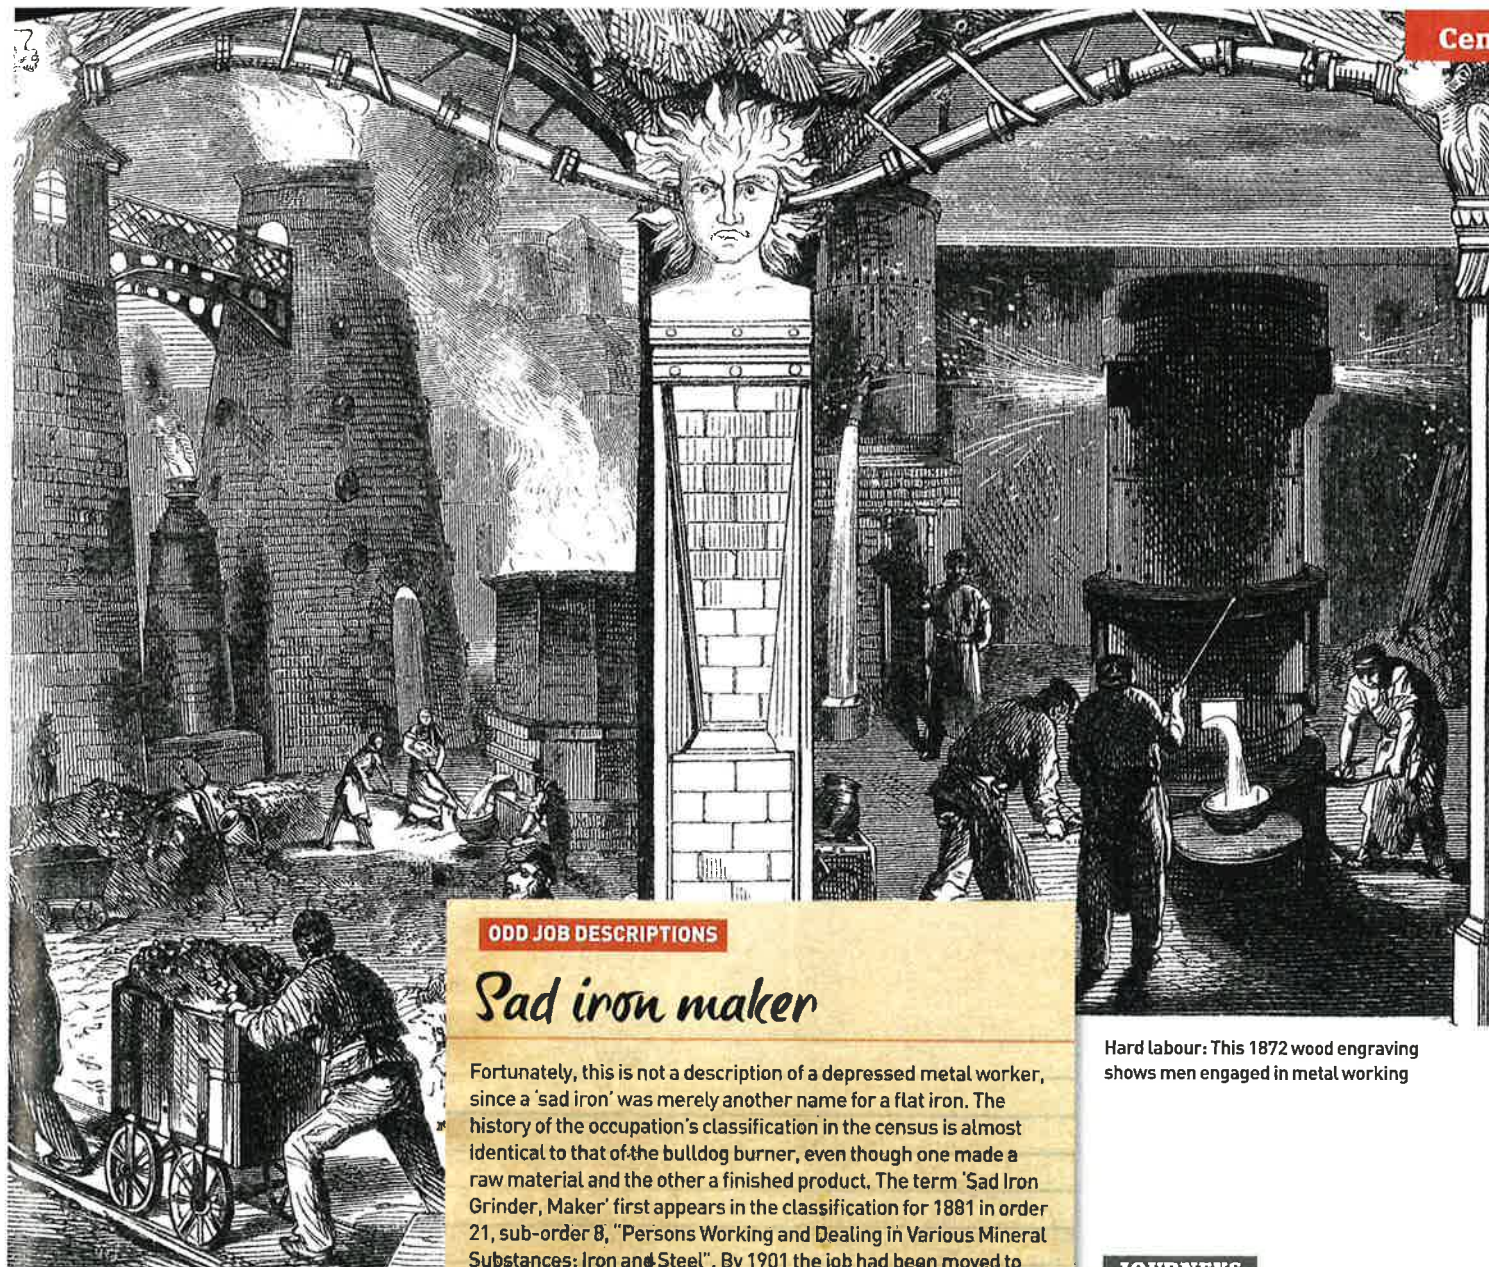 Cen
ODD JOB DESCRIPTIONS
Sad iron maker
Fortunately, this is not a description of a depressed metal worker,
since a ‘sad iron’ was merely another name for a flat iron. The
history of the occupation’s classification in the census is almost
identical to that of the bulldog burner, even though one made a
raw material and the other a finished product. The term ‘Sad Iron
Grinder, Maker’ first appears in the classification for 1881 in order
21, sub-order 8, “Persons Working and Dealing in Various Mineral
Substances: Iron and Steel”. By 1901 the job had been moved to
Hard labour: This 1872 wood engraving
shows men engaged in metal working
JOURNEYS